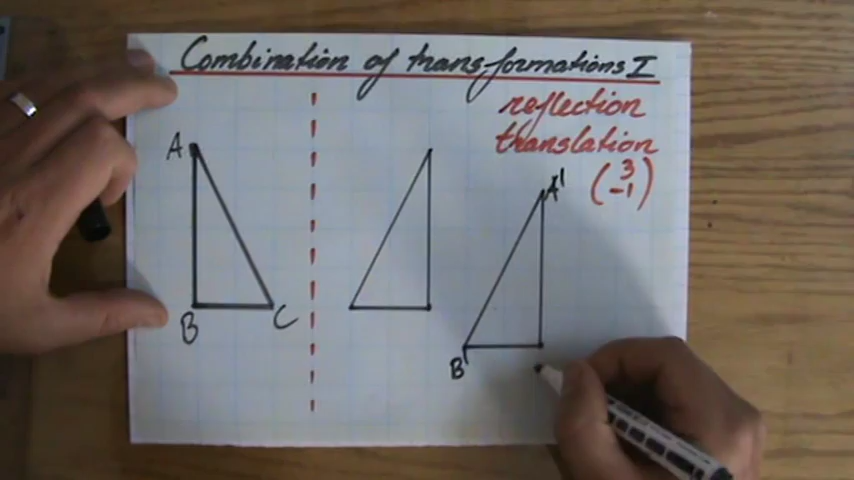 Combination of transformations I
reflection
translation
(3
-1)
A
A'
B
C
B'